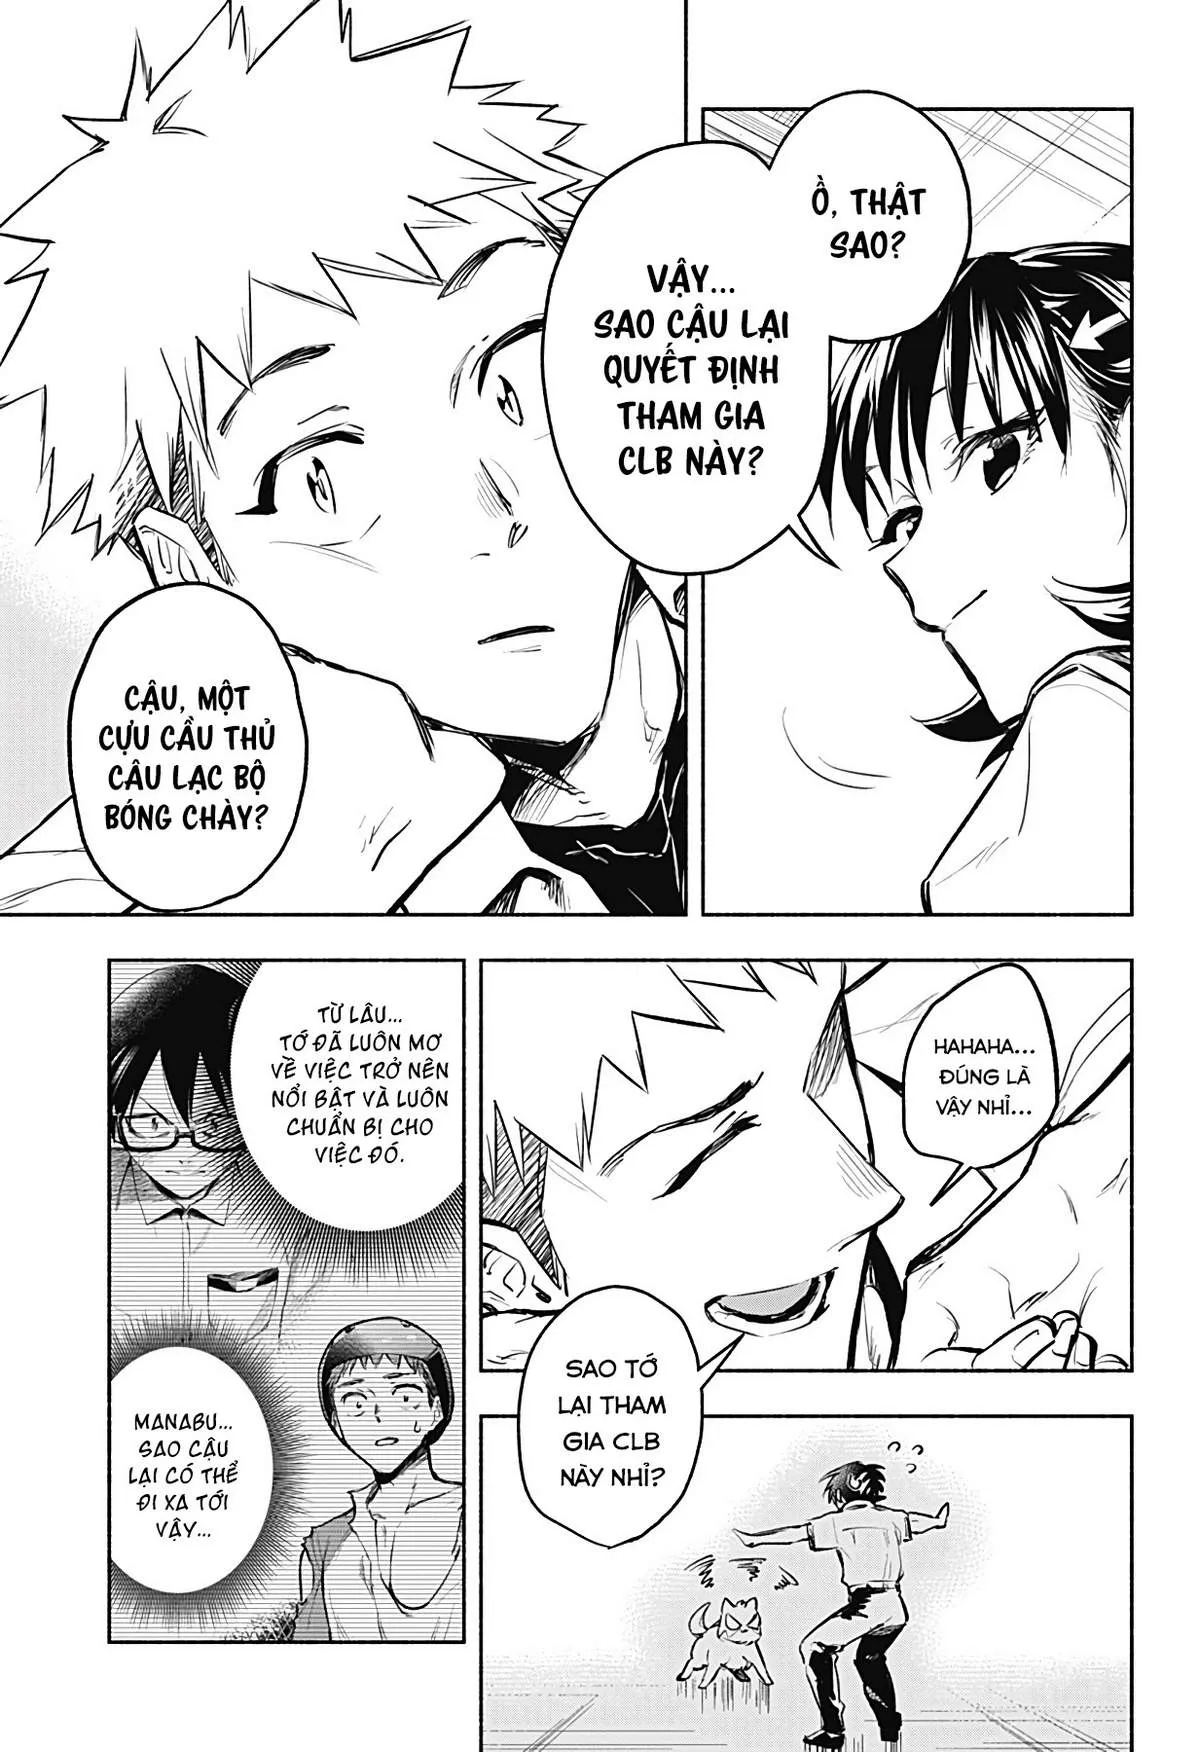 Ồ, THẬT
SAO?
VẬY...
SAO CẬU LẠI
QUYẾT ĐỊNH
THAM GIA
CLB NÀY?
CẬU, MỘT
CỰU CẦU THỦ
CÂU LẠC BỘ
BÓNG CHÀY?
HAHAHA...
ĐÚNG LÀ
VẬY NHỈ...
SAO TỚ
LẠI THAM
GIA CLB
NÀY NHỈ?
TỪ LÂU...
TỚ ĐÃ LUÔN MƠ
VỀ VIỆC TRỞ NÊN
NỔI BẬT VÀ LUÔN
CHUẨN BỊ CHO
VIỆC ĐÓ.
MANABU...
SAO CẬU
LẠI CÓ THỂ
ĐI XA TỚI
VẬY...